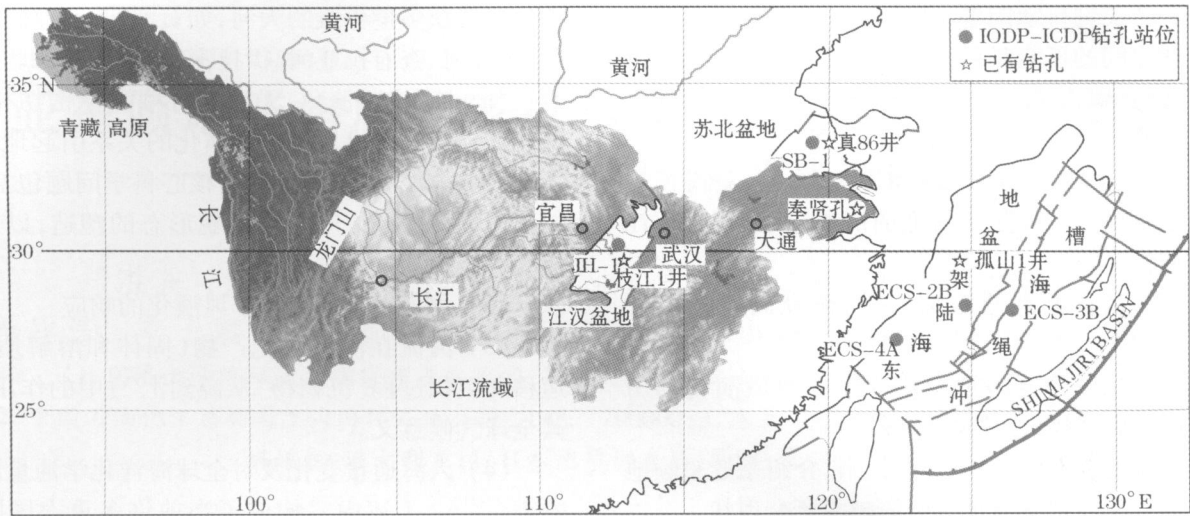 黄河
黄河
IODP-ICDP钻孔站位
已有钻孔
35°N
青藏 高原
苏北盆地
真86井
SB-1
奉贤孔
长江
龙门山
宜昌
武汉
大通
30°
JH-1
枝江1井
长江
江汉盆地
孤山1井
ECS-2B
ECS-3B
ECS-4A
东海陆架盆地
冲绳海槽
SHIMAJIRI BASIN
长江流域
25°
100°
110°
120°
130°E